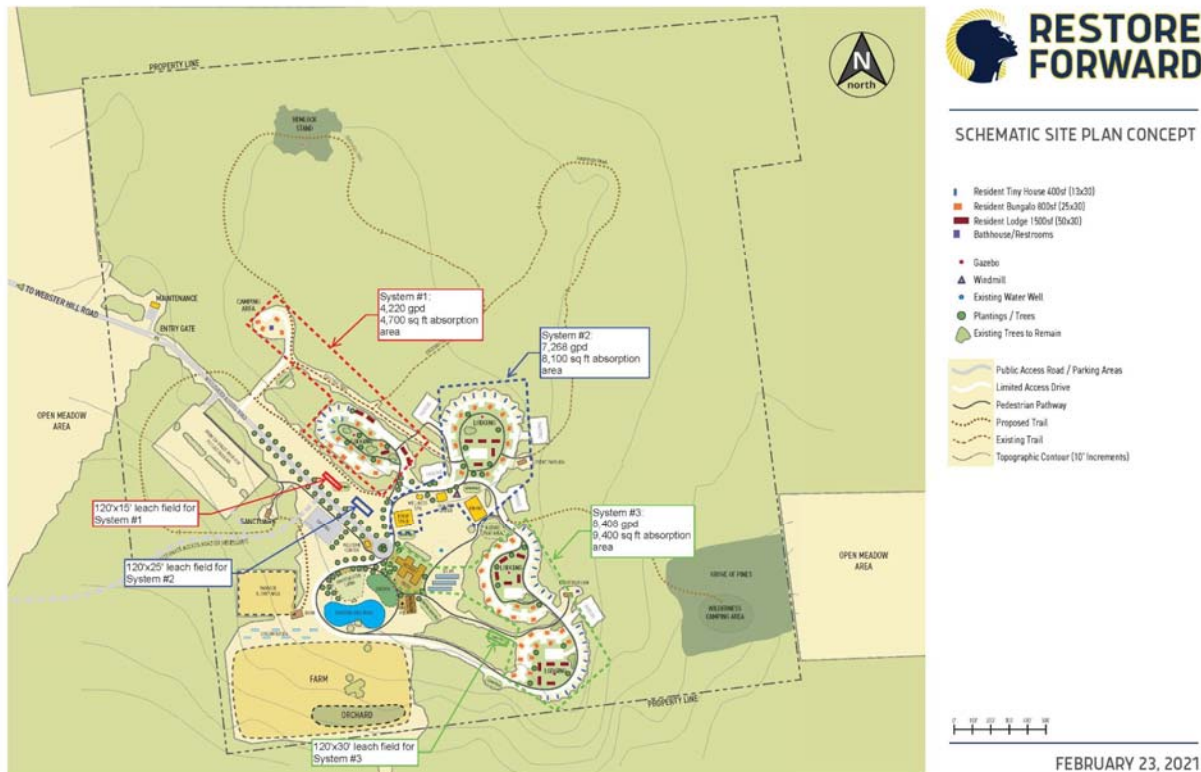 RESTORE
FORWARD
SCHEMATIC SITE PLAN CONCEPT
Resident Tiny House 400sf (13x30)
Resident Bungalo 800sf (25x30)
Resident Lodge 1500sf (50x30)
Bathhouse/Restrooms
Gazebo
Windmill
Existing Water Well
Plantings / Trees
Existing Trees to Remain
Public Access Road / Parking Areas
Limited Access Drive
Pedestrian Pathway
Proposed Trail
Existing Trail
Topographic Contour (10' Increments)
FEBRUARY 23, 2021
N
north
PROPERTY LINE
HEMLOCK
STAND
TO WEBSTER HILL ROAD
MAINTENANCE
ENTRY GATE
CAMPING
AREA
System #1:
4,220 gpd
4,700 sq ft absorption
area
System #2:
7,268 gpd
8,100 sq ft absorption
area
OPEN MEADOW
AREA
LODGING
LODGING
120'x15' leach field for
System #1
SANCTUARY
System #3:
8,408 gpd
9,400 sq ft absorption
area
120'x25' leach field for
System #2
WELCOME
CENTER
LODGING
OPEN MEADOW
AREA
WILDERNESS
CAMPING AREA
FARM
LODGING
ORCHARD
PROPERTY LINE
120'x30' leach field for
System #3